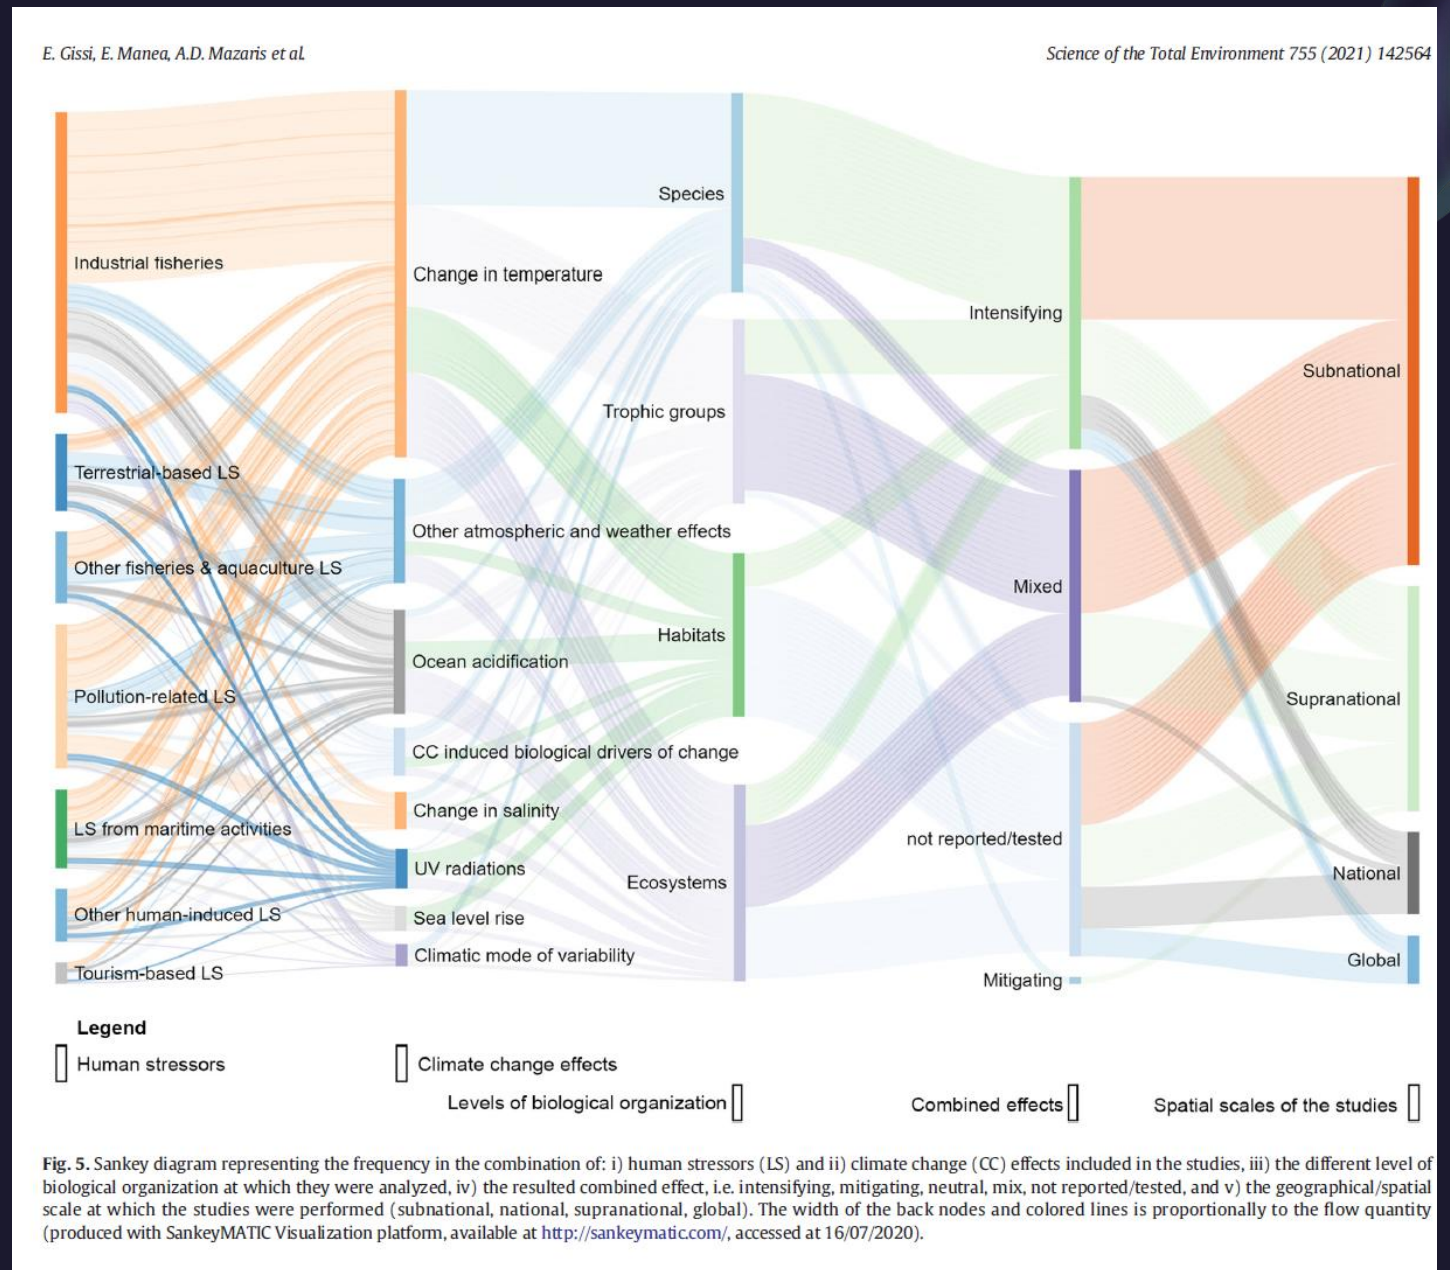 E. Gissi, E. Manea, A.D. Mazaris et al.
Science of the Total Environment 755 (2021) 142564
Industrial fisheries
Terrestrial-based LS
Other fisheries & aquaculture LS
Pollution-related LS
LS from maritime activities
Other human-induced LS
Tourism-based LS
Change in temperature
Other atmospheric and weather effects
Ocean acidification
CC induced biological drivers of change
Change in salinity
UV radiations
Sea level rise
Climatic mode of variability
Species
Trophic groups
Habitats
Ecosystems
Intensifying
Mixed
not reported/tested
Mitigating
Subnational
Supranational
National
Global
Legend
Human stressors
Climate change effects
Levels of biological organization
Combined effects
Spatial scales of the studies
Fig. 5. Sankey diagram representing the frequency in the combination of: i) human stressors (LS) and ii) climate change (CC) effects included in the studies, iii) the different level of
biological organization at which they were analyzed, iv) the resulted combined effect, i.e. intensifying, mitigating, neutral, mix, not reported/tested, and v) the geographical/spatial
scale at which the studies were performed (subnational, national, supranational, global). The width of the back nodes and colored lines is proportionally to the flow quantity
(produced with SankeyMATIC Visualization platform, available at http://sankeymatic.com/, accessed at 16/07/2020).